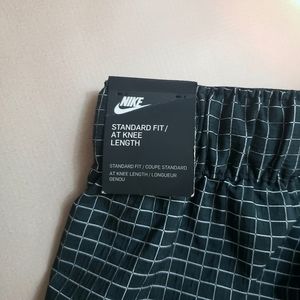 NIKE
STANDARD FIT/
AT KNEE
LENGTH
STANDARD FIT / COUPE STANDARD
AT KNEE LENGTH / LONGUEUR
GENOU